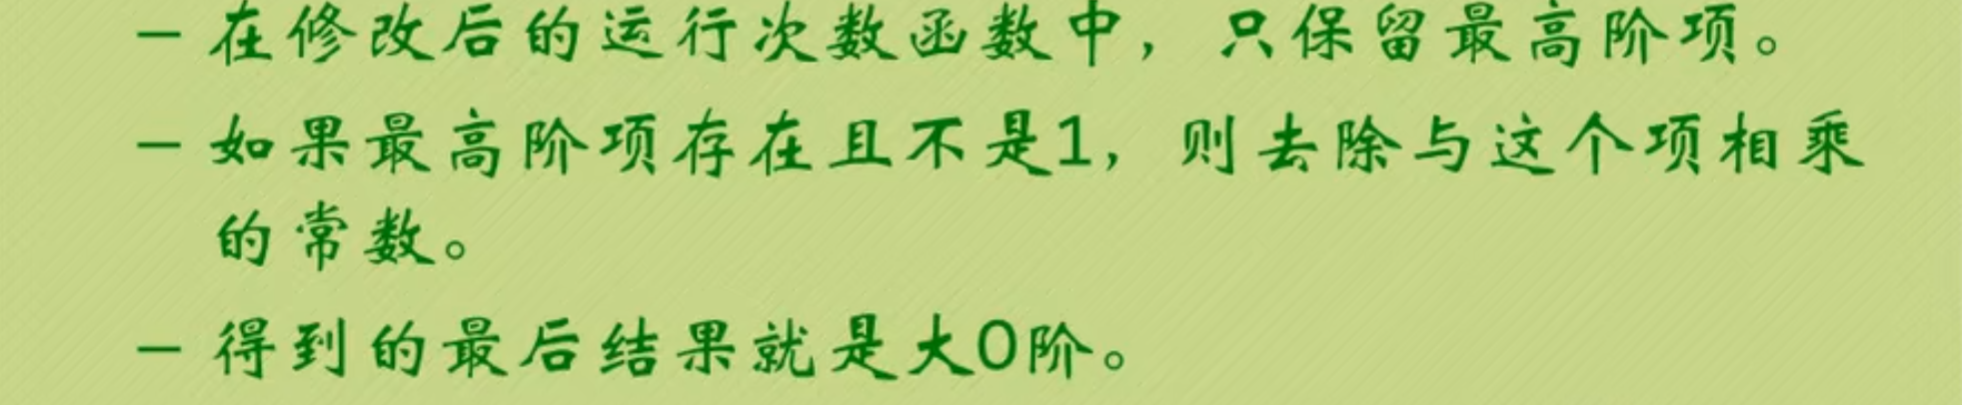 – 在修改后的运行次数函数中，只保留最高阶项。
– 如果最高阶项存在且不是1，则去除与这个项相乘
的常数。
– 得到的最后结果就是大O阶。